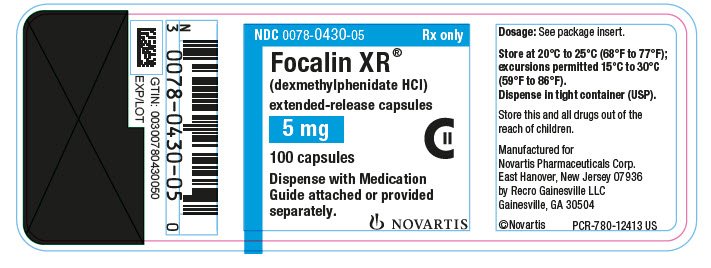 N
3 0078-0430-05 0
GTIN: 00300780430050
EXP/LOT
NDC 0078-0430-05 Rx only
Focalin XR®
(dexmethylphenidate HCl)
extended-release capsules
5 mg
CII
100 capsules
Dispense with Medication
Guide attached or provided
separately.
NOVARTIS
Dosage: See package insert.
Store at 20°C to 25°C (68°F to 77°F);
excursions permitted 15°C to 30°C
(59°F to 86°F).
Dispense in tight container (USP).
Store this and all drugs out of the
reach of children.
Manufactured for
Novartis Pharmaceuticals Corp.
East Hanover, New Jersey 07936
by Recro Gainesville LLC
Gainesville, GA 30504
©Novartis PCR-780-12413 US